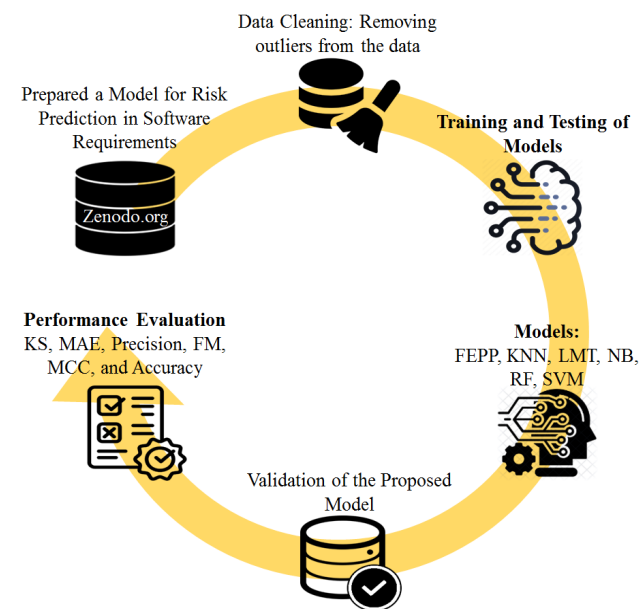 Data Cleaning: Removing
outliers from the data
Prepared a Model for Risk
Prediction in Software
Requirements
Zenodo.org
Training and Testing of
Models
Models:
FEPP, KNN, LMT, NB,
RF, SVM
Validation of the Proposed
Model
Performance Evaluation
KS, MAE, Precision, FM,
MCC, and Accuracy